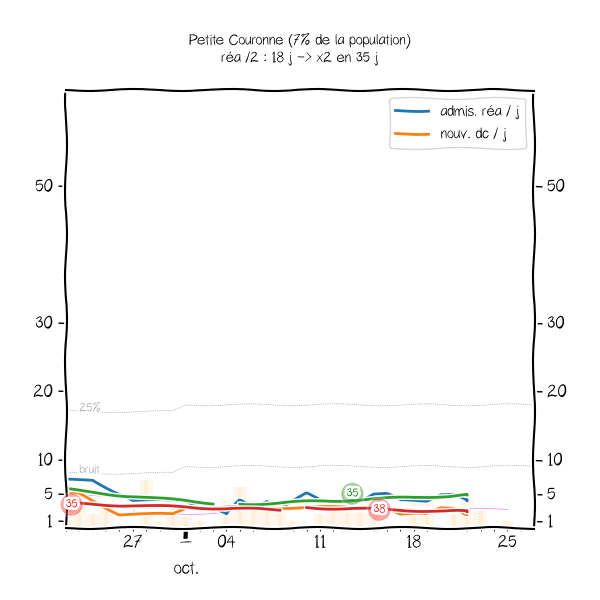 Petite Couronne (7% de la population)
réa /2 : 18 j -> x2 en 35 j
admis. réa / j
nouv. dc / j
50 50
30 30
20 20
25%
10 10
bruit
5 5
35
35
38
1 1
27 1 04 11 18 25
oct.